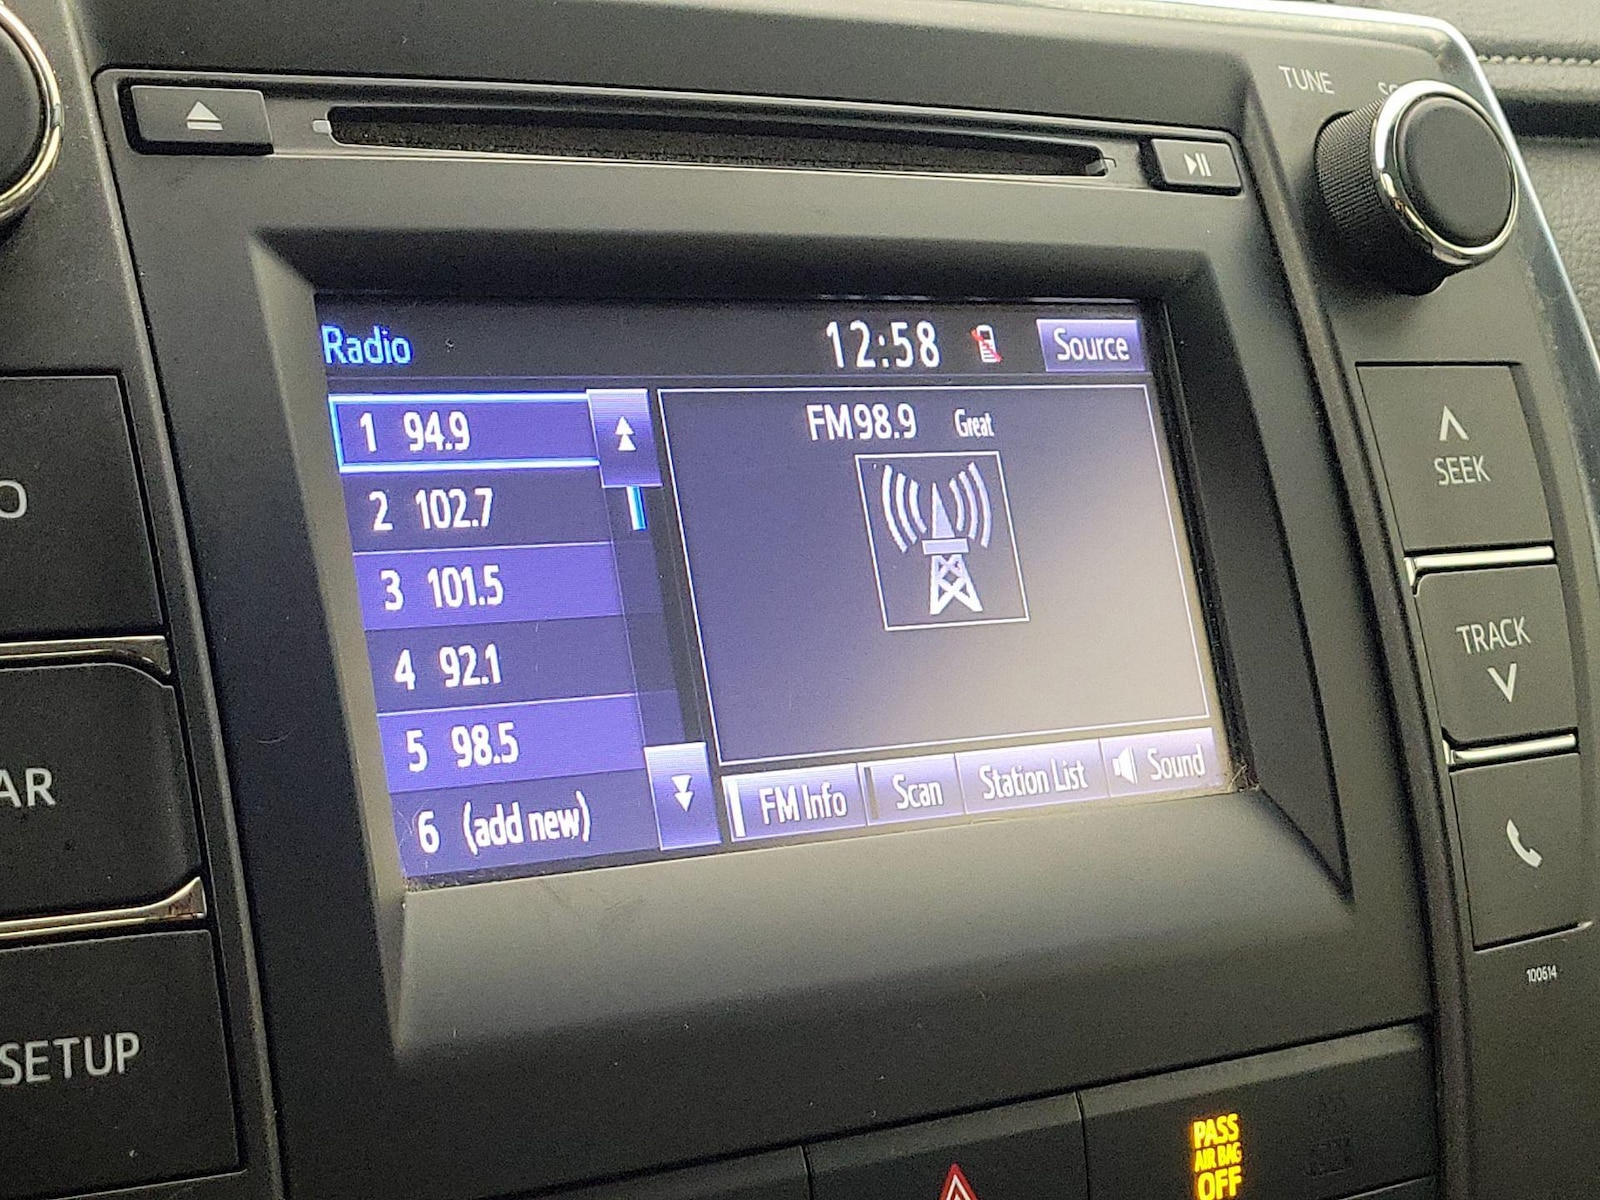 TUNE
Radio
12:58
Source
1 94.9
2 102.7
3 101.5
4 92.1
5 98.5
6 (add new)
FM98.9 Great
FM Info
Scan
Station List
Sound
SEEK
TRACK
100614
SETUP
PASS
AIR BAG
OFF